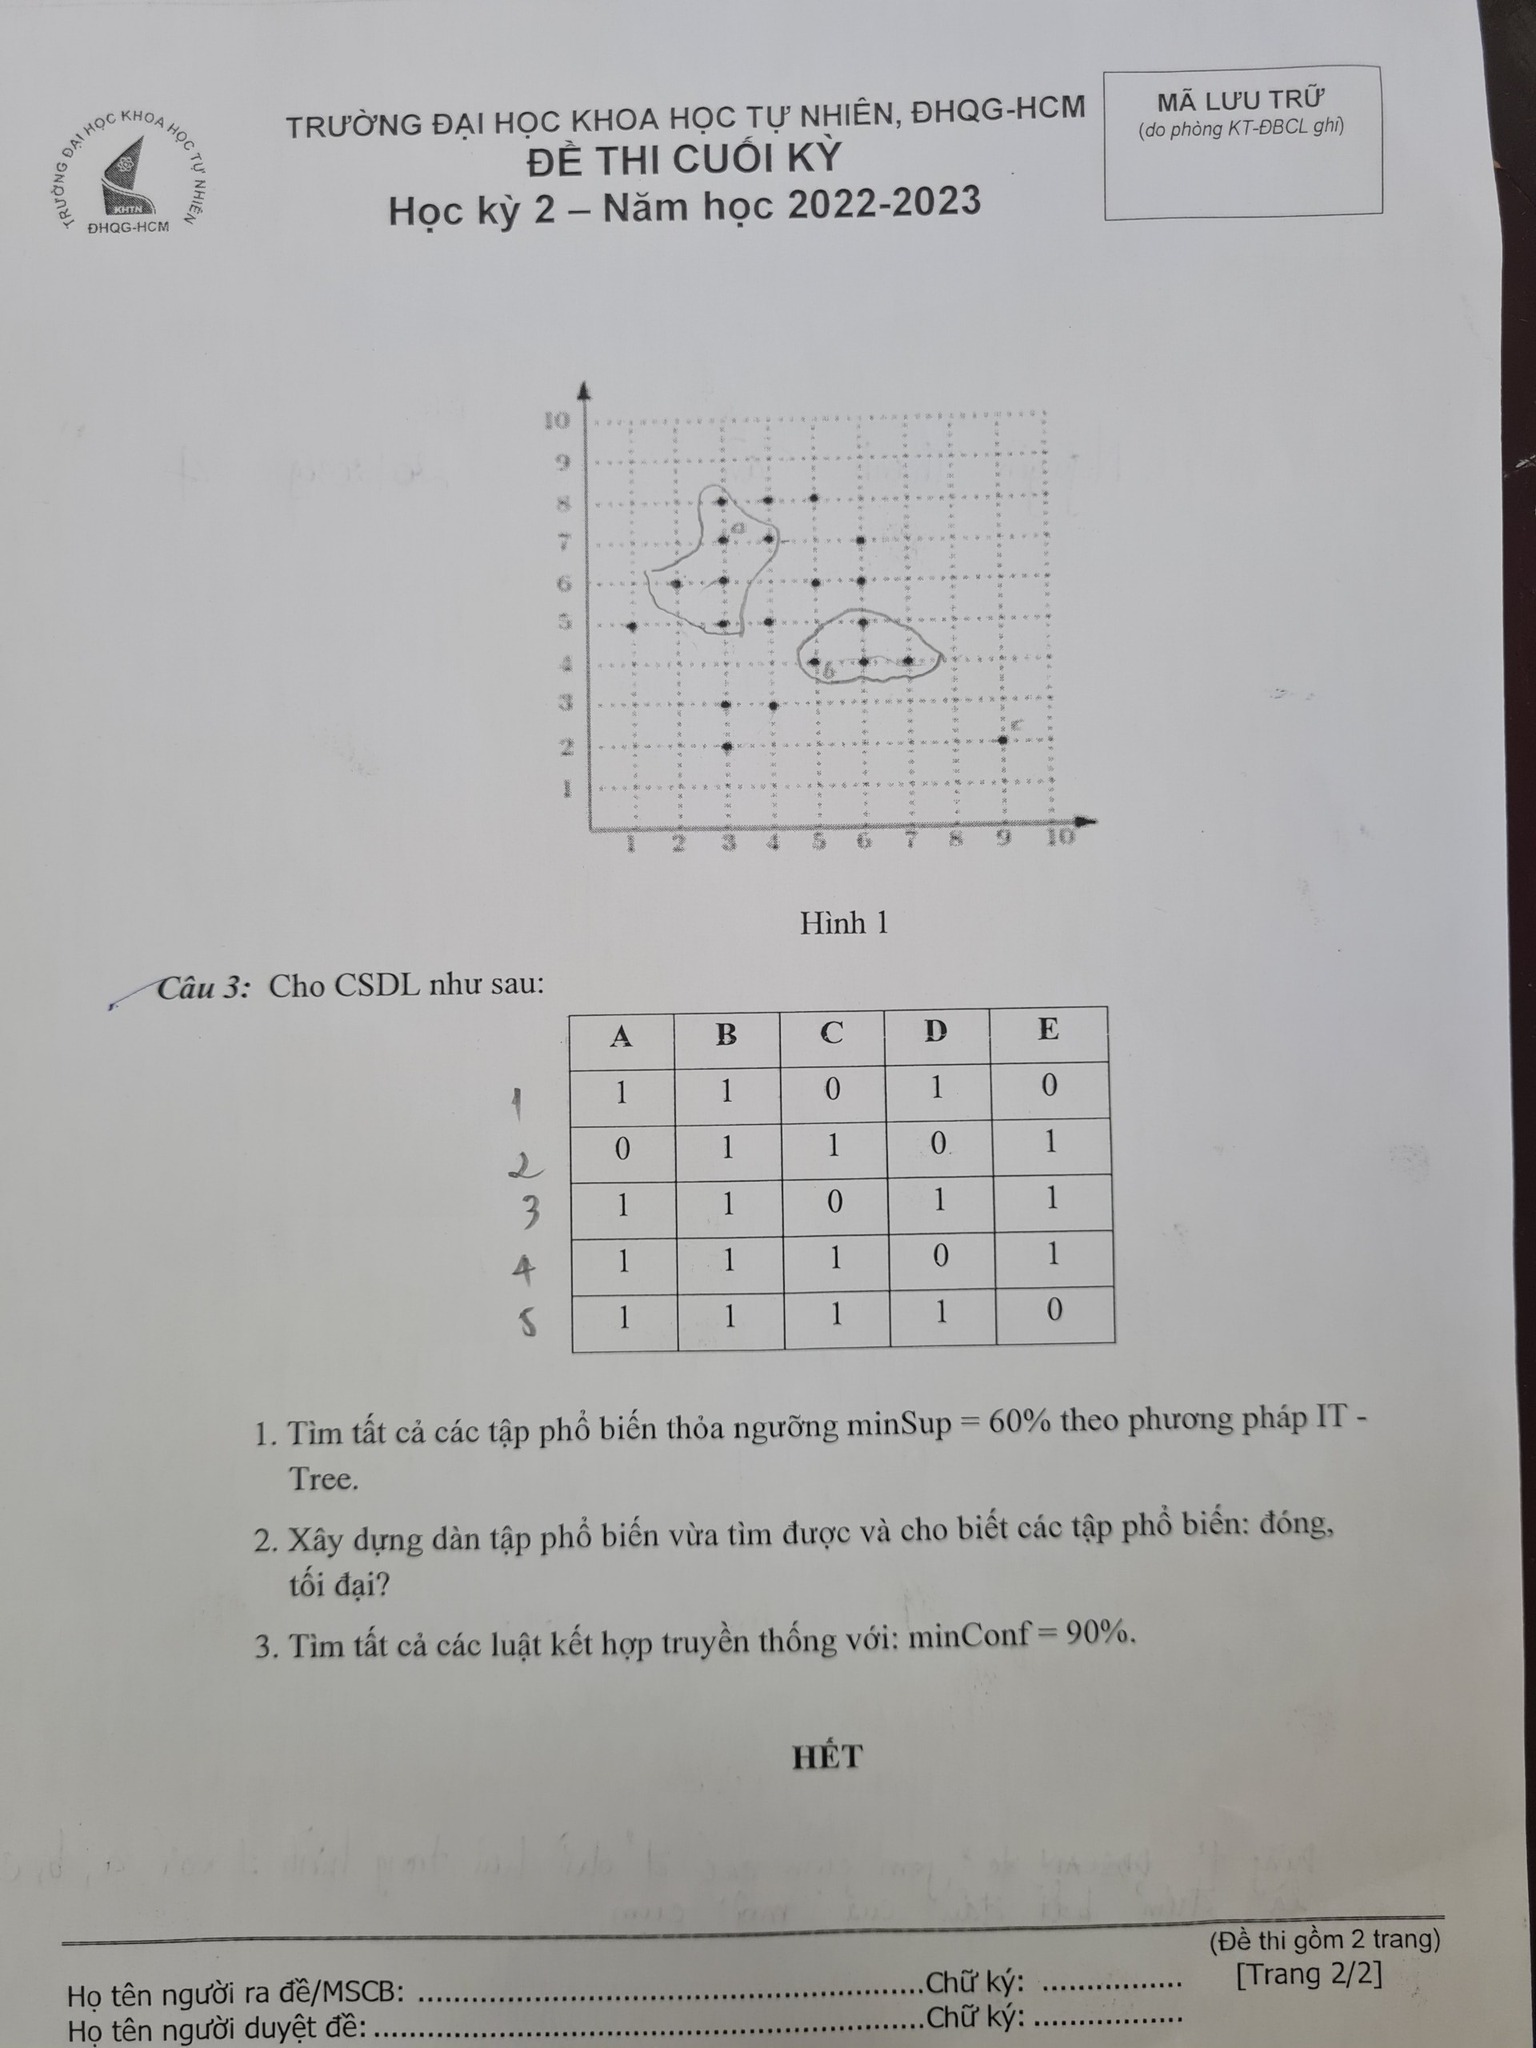 TRƯỜNG ĐẠI HỌC KHOA HỌC TỰ NHIÊN
KHTN
ĐHQG-HCM
TRƯỜNG ĐẠI HỌC KHOA HỌC TỰ NHIÊN, ĐHQG-HCM
ĐỀ THI CUỐI KỲ
Học kỳ 2 – Năm học 2022-2023
MÃ LƯU TRỮ
(do phòng KT-ĐBCL ghi)
10
9
8
a
7
6
5
4
b
3
c
2
1
1 2 3 4 5 6 7 8 9 10
Hình 1
Câu 3: Cho CSDL như sau:
A B C D E
1 1 1 0 1 0
2 0 1 1 0 1
3 1 1 0 1 1
4 1 1 1 0 1
5 1 1 1 1 0
1. Tìm tất cả các tập phổ biến thỏa ngưỡng minSup = 60% theo phương pháp IT -
Tree.
2. Xây dựng dàn tập phổ biến vừa tìm được và cho biết các tập phổ biến: đóng,
tối đại?
3. Tìm tất cả các luật kết hợp truyền thống với: minConf = 90%.
HẾT
(Đề thi gồm 2 trang)
Họ tên người ra đề/MSCB: ..........................................................Chữ ký: .................
[Trang 2/2]
Họ tên người duyệt đề:..............................................................Chữ ký: ..................